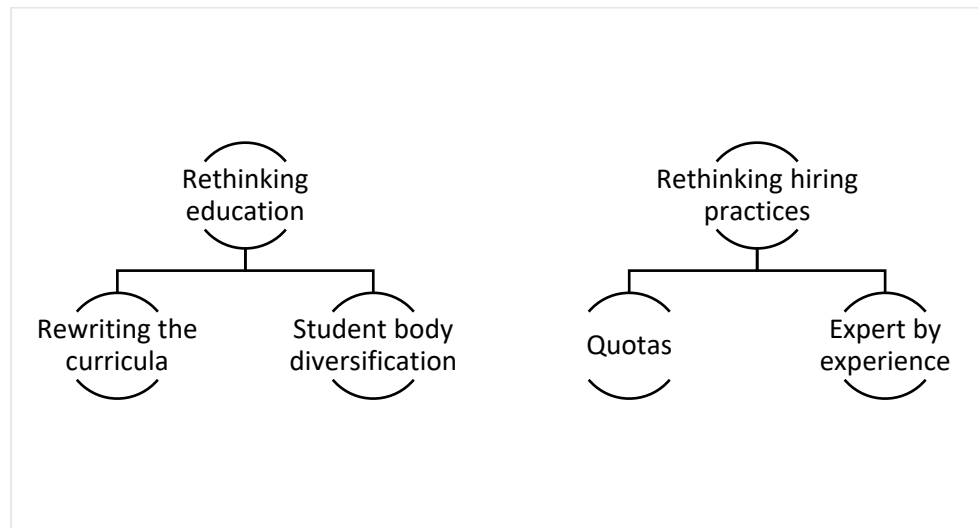 Rethinking
education
Rethinking hiring
practices
Rewriting the
curricula
Student body
diversification
Quotas
Expert by
experience